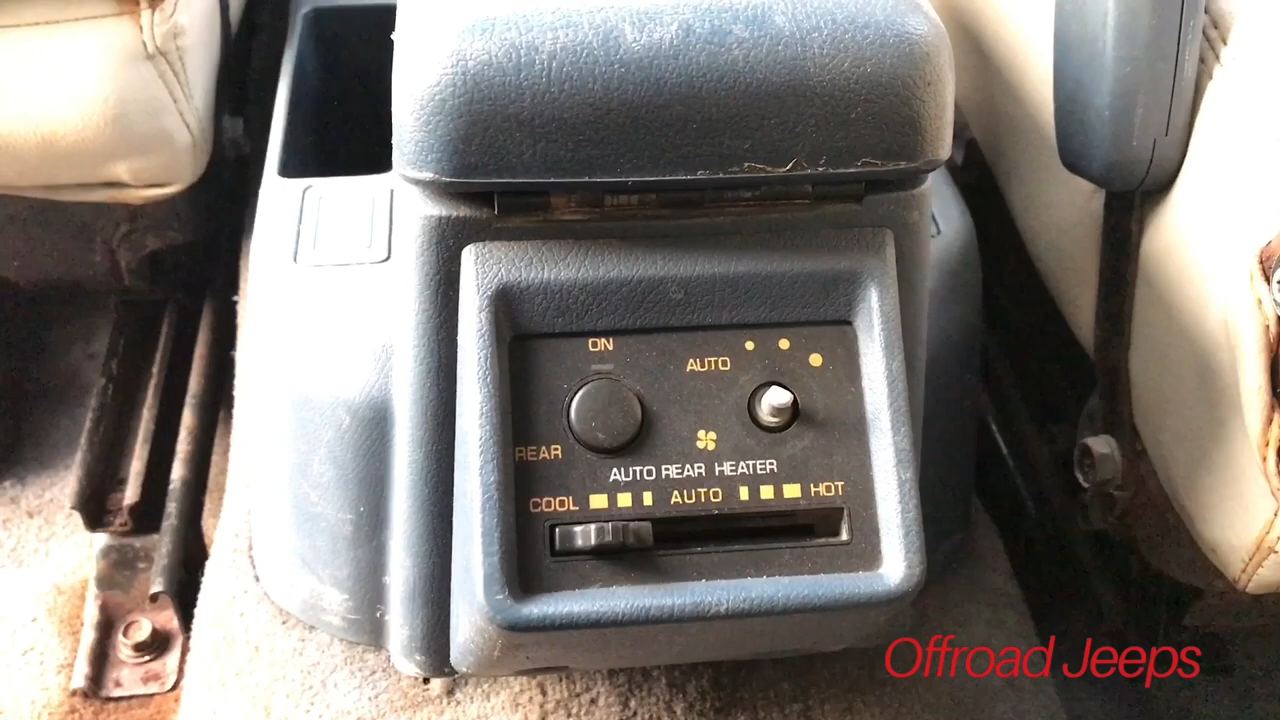 ON
AUTO
REAR
AUTO REAR HEATER
COOL AUTO HOT
Offroad Jeeps